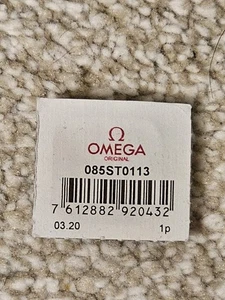 Ω
OMEGA
ORIGINAL
085ST0113
7 612882 920432
03.20 1p